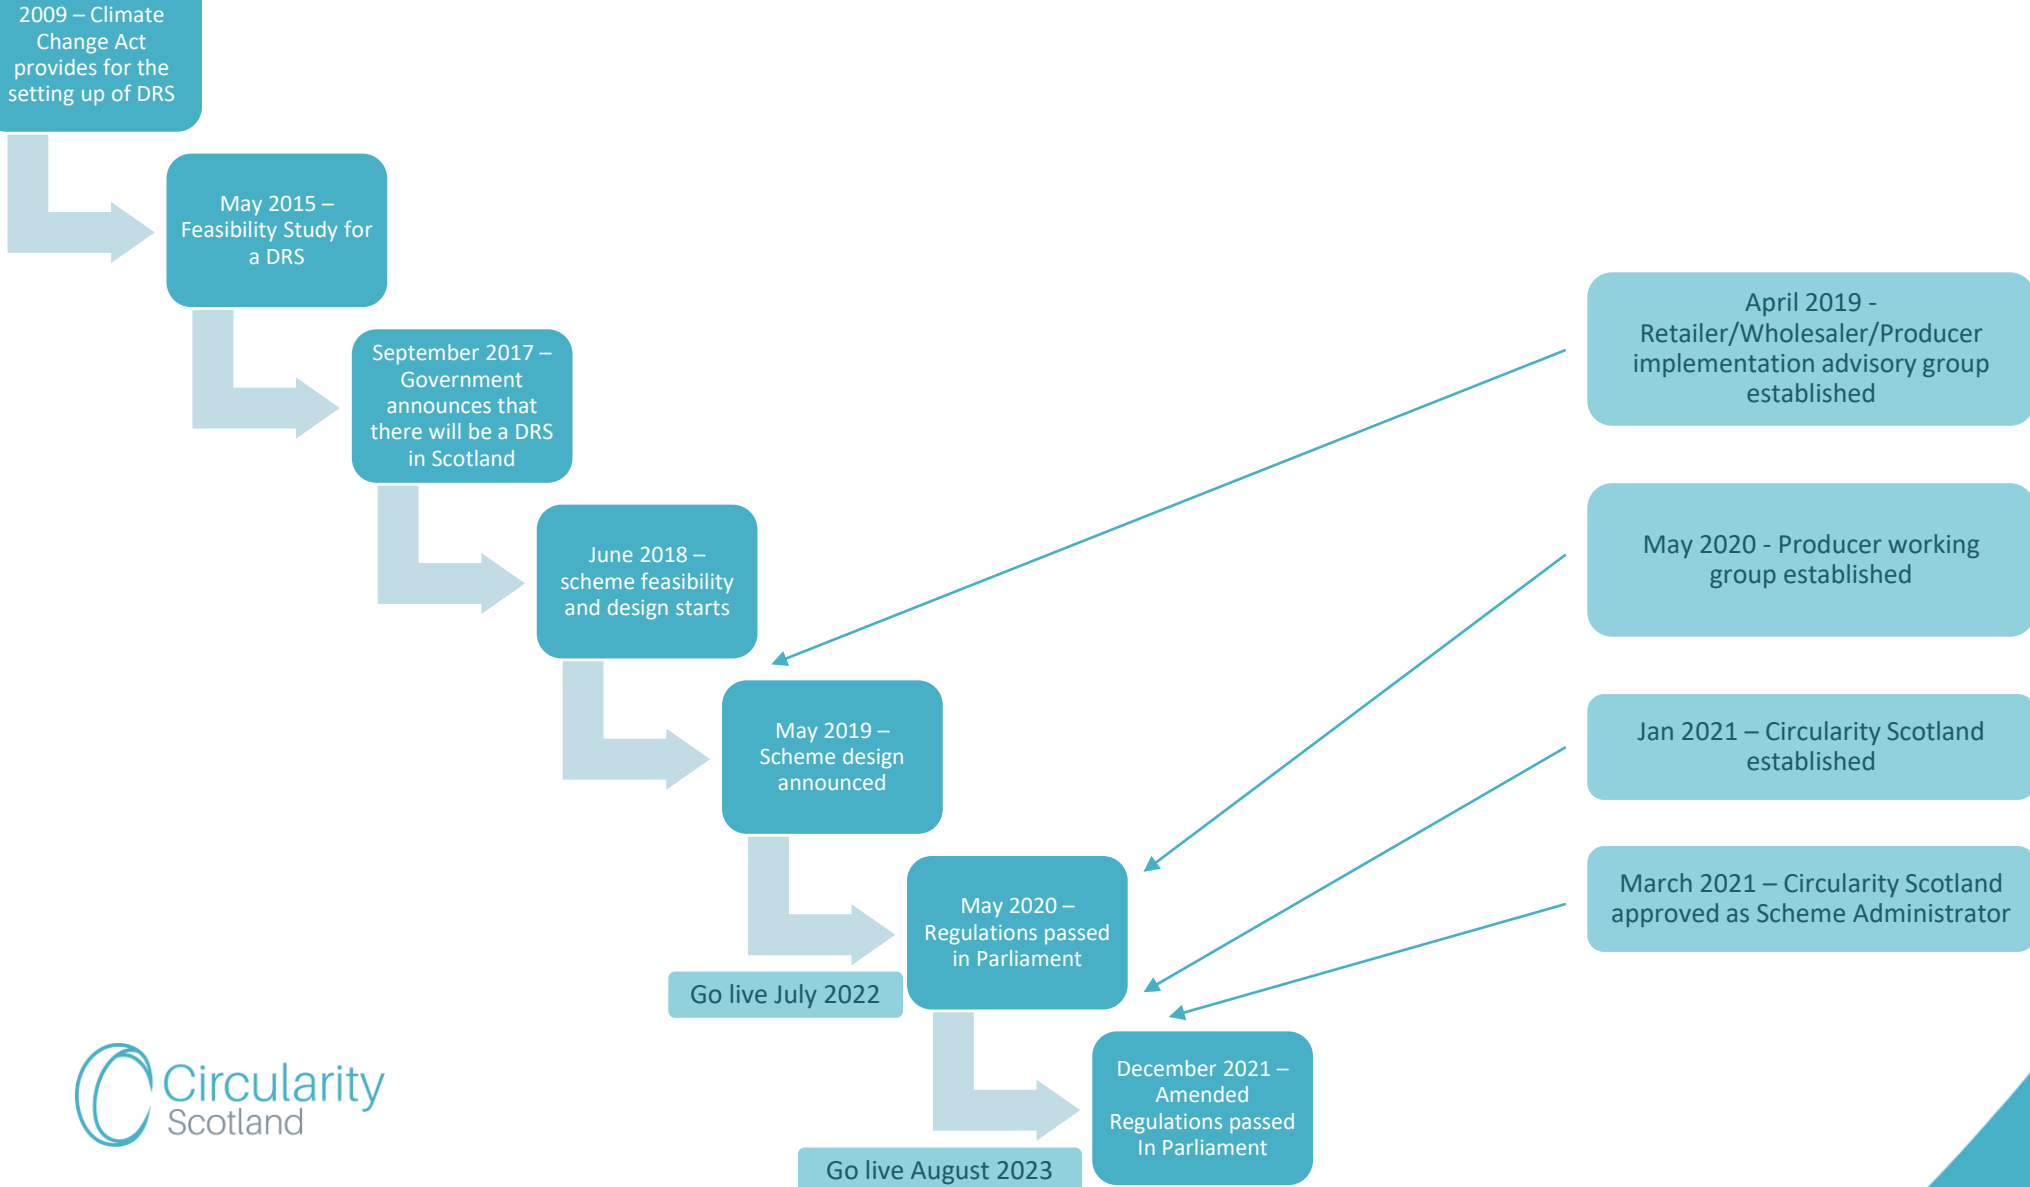 2009 – Climate
Change Act
provides for the
setting up of DRS
May 2015 –
Feasibility Study for
a DRS
September 2017 –
Government
announces that
there will be a DRS
in Scotland
June 2018 –
scheme feasibility
and design starts
May 2019 –
Scheme design
announced
May 2020 –
Regulations passed
in Parliament
Go live July 2022
December 2021 –
Amended
Regulations passed
In Parliament
Go live August 2023
April 2019 -
Retailer/Wholesaler/Producer
implementation advisory group
established
May 2020 - Producer working
group established
Jan 2021 – Circularity Scotland
established
March 2021 – Circularity Scotland
approved as Scheme Administrator
Circularity
Scotland